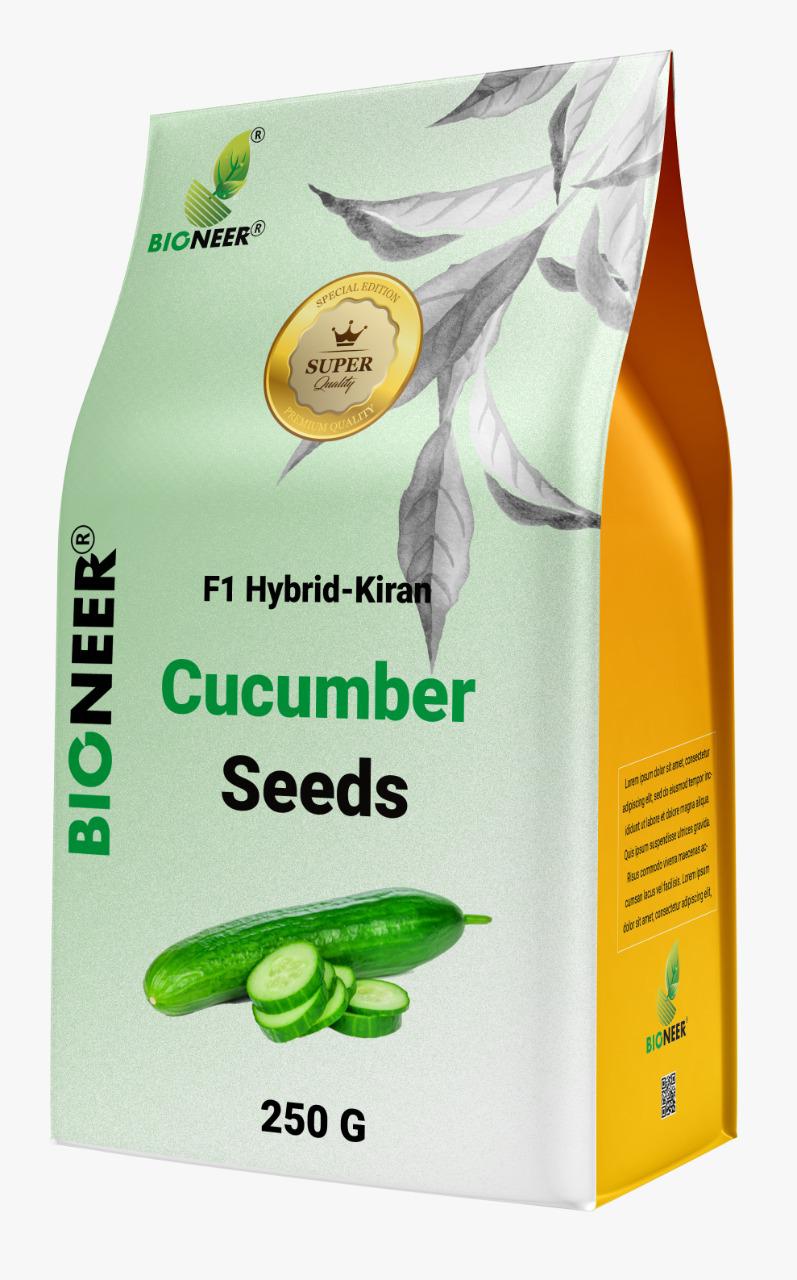 ®
BIONEER®
SPECIAL EDITION
SUPER
Quality
PREMIUM QUALITY
BIONEER®
F1 Hybrid-Kiran
Cucumber
Seeds
250 G
Lorem ipsum dolor sit amet, consectetur
adipiscing elit, sed do eiusmod tempor inc-
ididunt ut labore et dolore magna aliqua.
Quis ipsum suspendisse ultrices gravida.
Risus commodo viverra maecenas ac-
cumsan lacus vel facilisis. Lorem ipsum
dolor sit amet, consectetur adipiscing elit,
BIONEER®